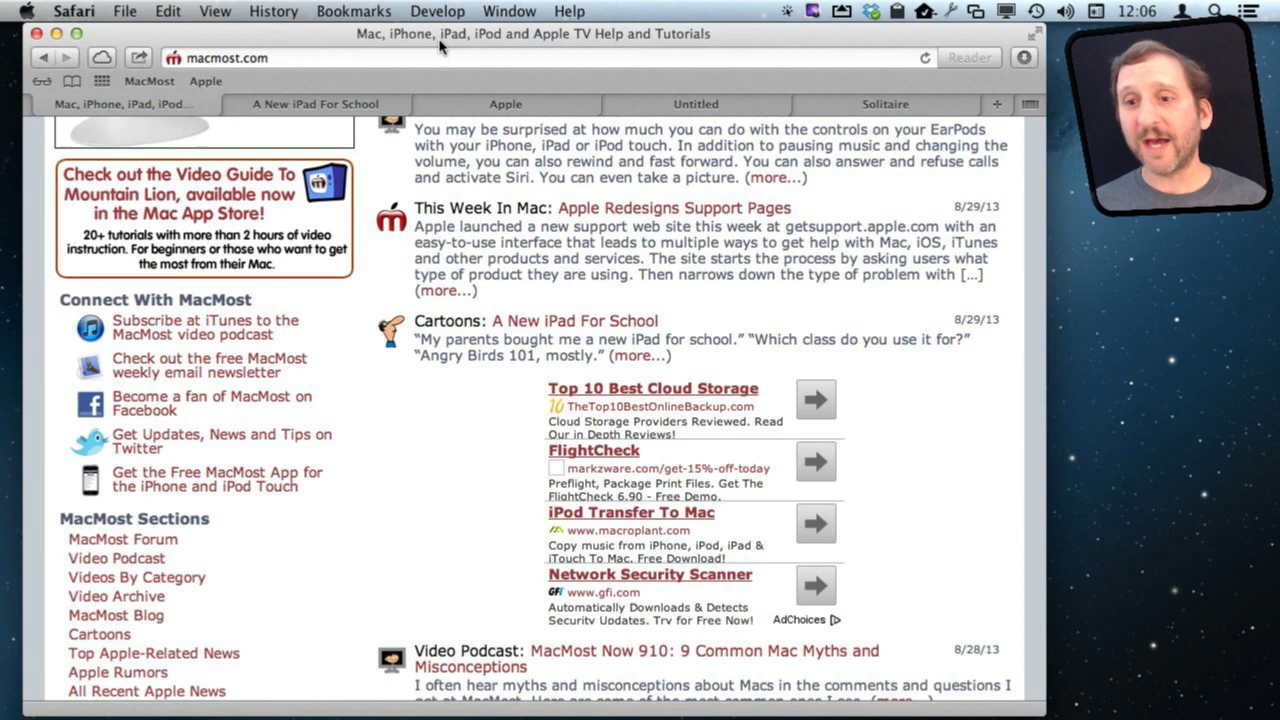 Safari File Edit View History Bookmarks Develop Window Help 12:06
Mac, iPhone, iPad, iPod and Apple TV Help and Tutorials
macmost.com Reader
MacMost Apple
Mac, iPhone, iPad, iPod... A New iPad For School Apple Untitled Solitaire +
Check out the Video Guide To
Mountain Lion, available now
in the Mac App Store!
20+ tutorials with more than 2 hours of video
instruction. For beginners or those who want to get
the most from their Mac.
Connect With MacMost
Subscribe at iTunes to the
MacMost video podcast
Check out the free MacMost
weekly email newsletter
Become a fan of MacMost on
Facebook
Get Updates, News and Tips on
Twitter
Get the Free MacMost App for
the iPhone and iPod Touch
MacMost Sections
MacMost Forum
Video Podcast
Videos By Category
Video Archive
MacMost Blog
Cartoons
Top Apple-Related News
Apple Rumors
All Recent Apple News
You may be surprised at how much you can do with the controls on your EarPods
with your iPhone, iPad or iPod touch. In addition to pausing music and changing the
volume, you can also rewind and fast forward. You can also answer and refuse calls
and activate Siri. You can even take a picture. (more...)
This Week In Mac: Apple Redesigns Support Pages 8/29/13
Apple launched a new support web site this week at getsupport.apple.com with an
easy-to-use interface that leads to multiple ways to get help with Mac, iOS, iTunes
and other products and services. The site starts the process by asking users what
type of product they are using. Then narrows down the type of problem with [...]
(more...)
Cartoons: A New iPad For School 8/29/13
“My parents bought me a new iPad for school.” “Which class do you use it for?”
“Angry Birds 101, mostly.” (more...)
Top 10 Best Cloud Storage
10 TheTop10BestOnlineBackup.com
Cloud Storage Providers Reviewed. Read
Our in Depth Reviews!
FlightCheck
markzware.com/get-15%-off-today
Preflight, Package Print Files. Get The
FlightCheck 6.90 - Free Demo.
iPod Transfer To Mac
www.macroplant.com
Copy music from iPhone, iPod, iPad &
iTouch To Mac. Free Download!
Network Security Scanner
GFI www.gfi.com
Automatically Downloads & Detects
Security Updates. Try for Free Now!
AdChoices
Video Podcast: MacMost Now 910: 9 Common Mac Myths and 8/28/13
Misconceptions
I often hear myths and misconceptions about Macs in the comments and questions I